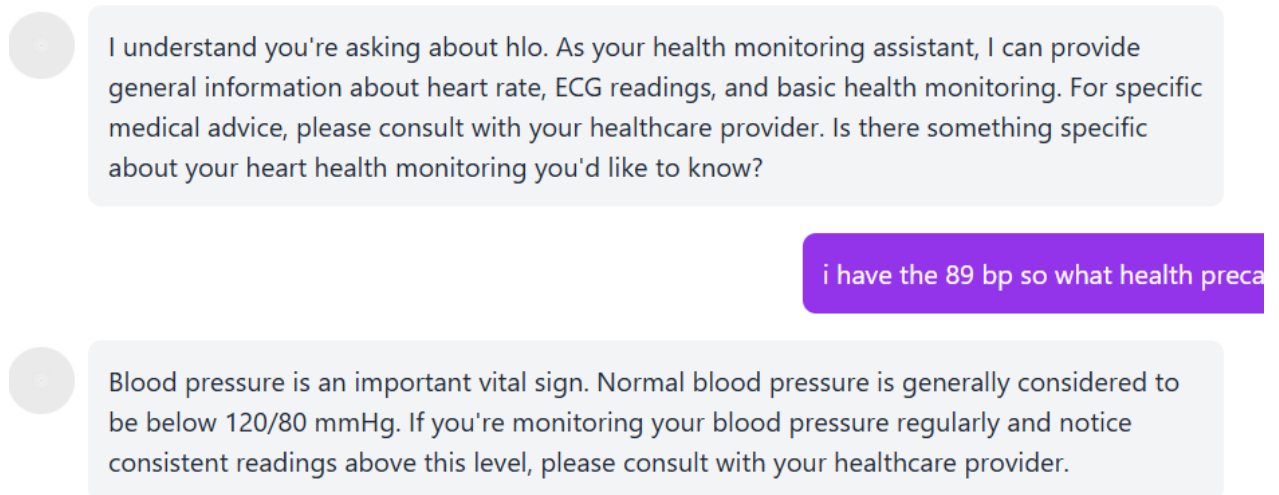 I understand you're asking about hlo. As your health monitoring assistant, I can provide
general information about heart rate, ECG readings, and basic health monitoring. For specific
medical advice, please consult with your healthcare provider. Is there something specific
about your heart health monitoring you'd like to know?
i have the 89 bp so what health preca
Blood pressure is an important vital sign. Normal blood pressure is generally considered to
be below 120/80 mmHg. If you're monitoring your blood pressure regularly and notice
consistent readings above this level, please consult with your healthcare provider.